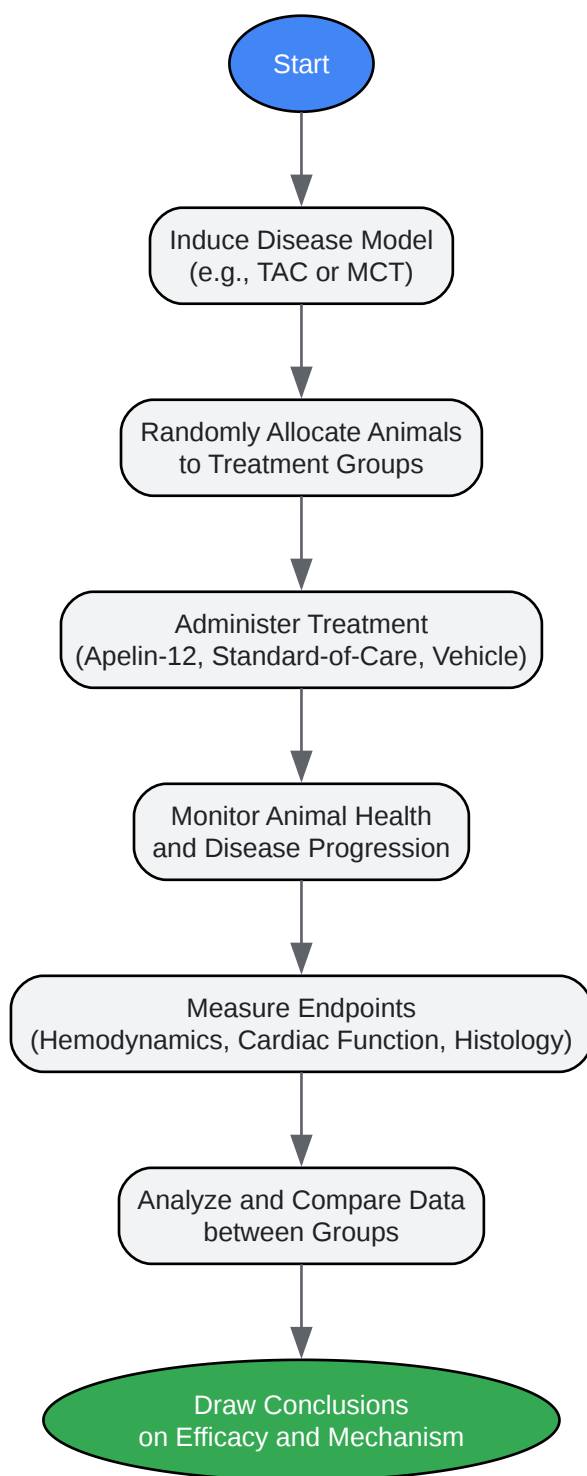 Start
Induce Disease Model
(e.g., TAC or MCT)
Randomly Allocate Animals
to Treatment Groups
Administer Treatment
(Apelin-12, Standard-of-Care, Vehicle)
Monitor Animal Health
and Disease Progression
Measure Endpoints
(Hemodynamics, Cardiac Function, Histology)
Analyze and Compare Data
between Groups
Draw Conclusions
on Efficacy and Mechanism